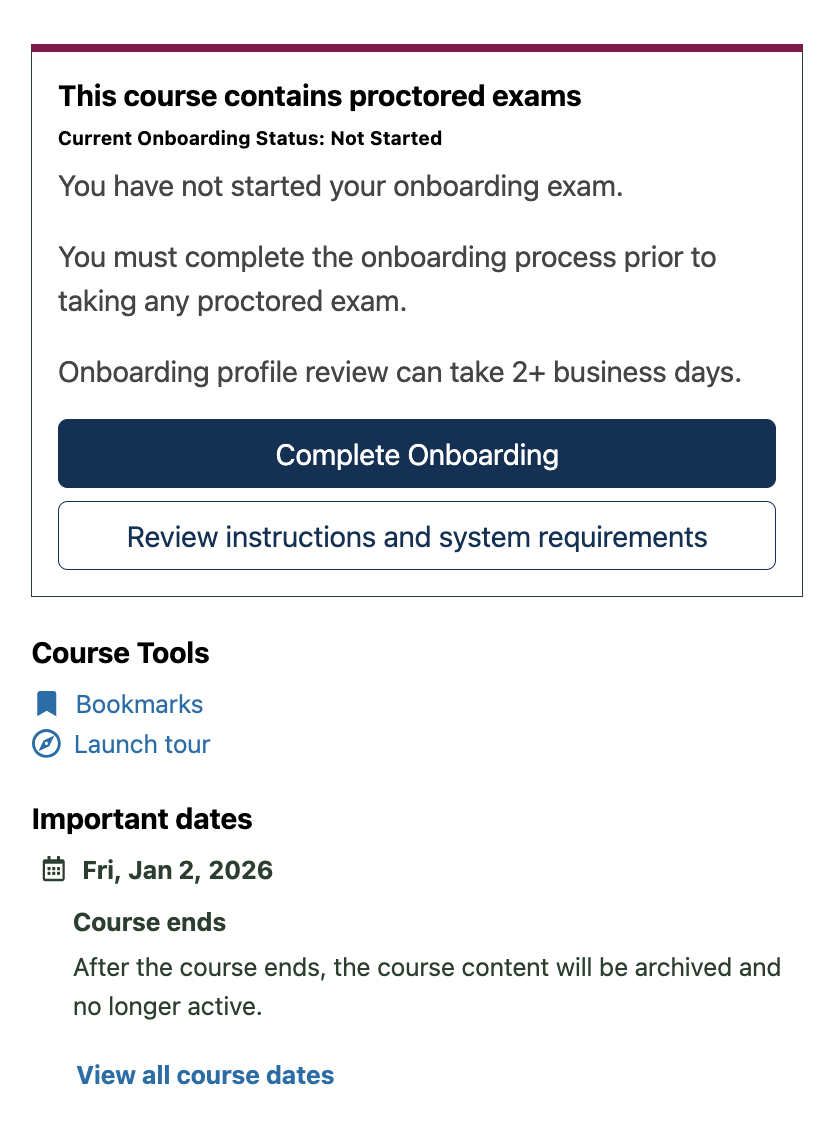 This course contains proctored exams
Current Onboarding Status: Not Started
You have not started your onboarding exam.
You must complete the onboarding process prior to
taking any proctored exam.
Onboarding profile review can take 2+ business days.
Complete Onboarding
Review instructions and system requirements
Course Tools
Bookmarks
Launch tour
Important dates
Fri, Jan 2, 2026
Course ends
After the course ends, the course content will be archived and
no longer active.
View all course dates